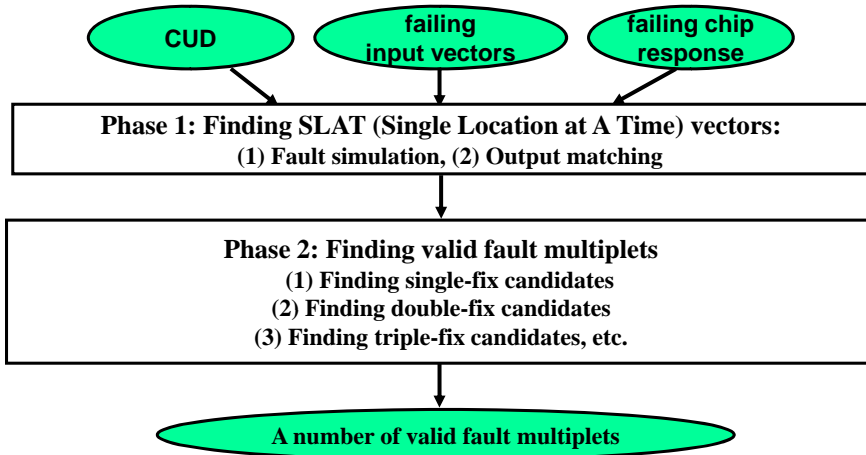 CUD
failing
input vectors
failing chip
response
Phase 1: Finding SLAT (Single Location at A Time) vectors:
(1) Fault simulation, (2) Output matching
Phase 2: Finding valid fault multiplets
(1) Finding single-fix candidates
(2) Finding double-fix candidates
(3) Finding triple-fix candidates, etc.
A number of valid fault multiplets